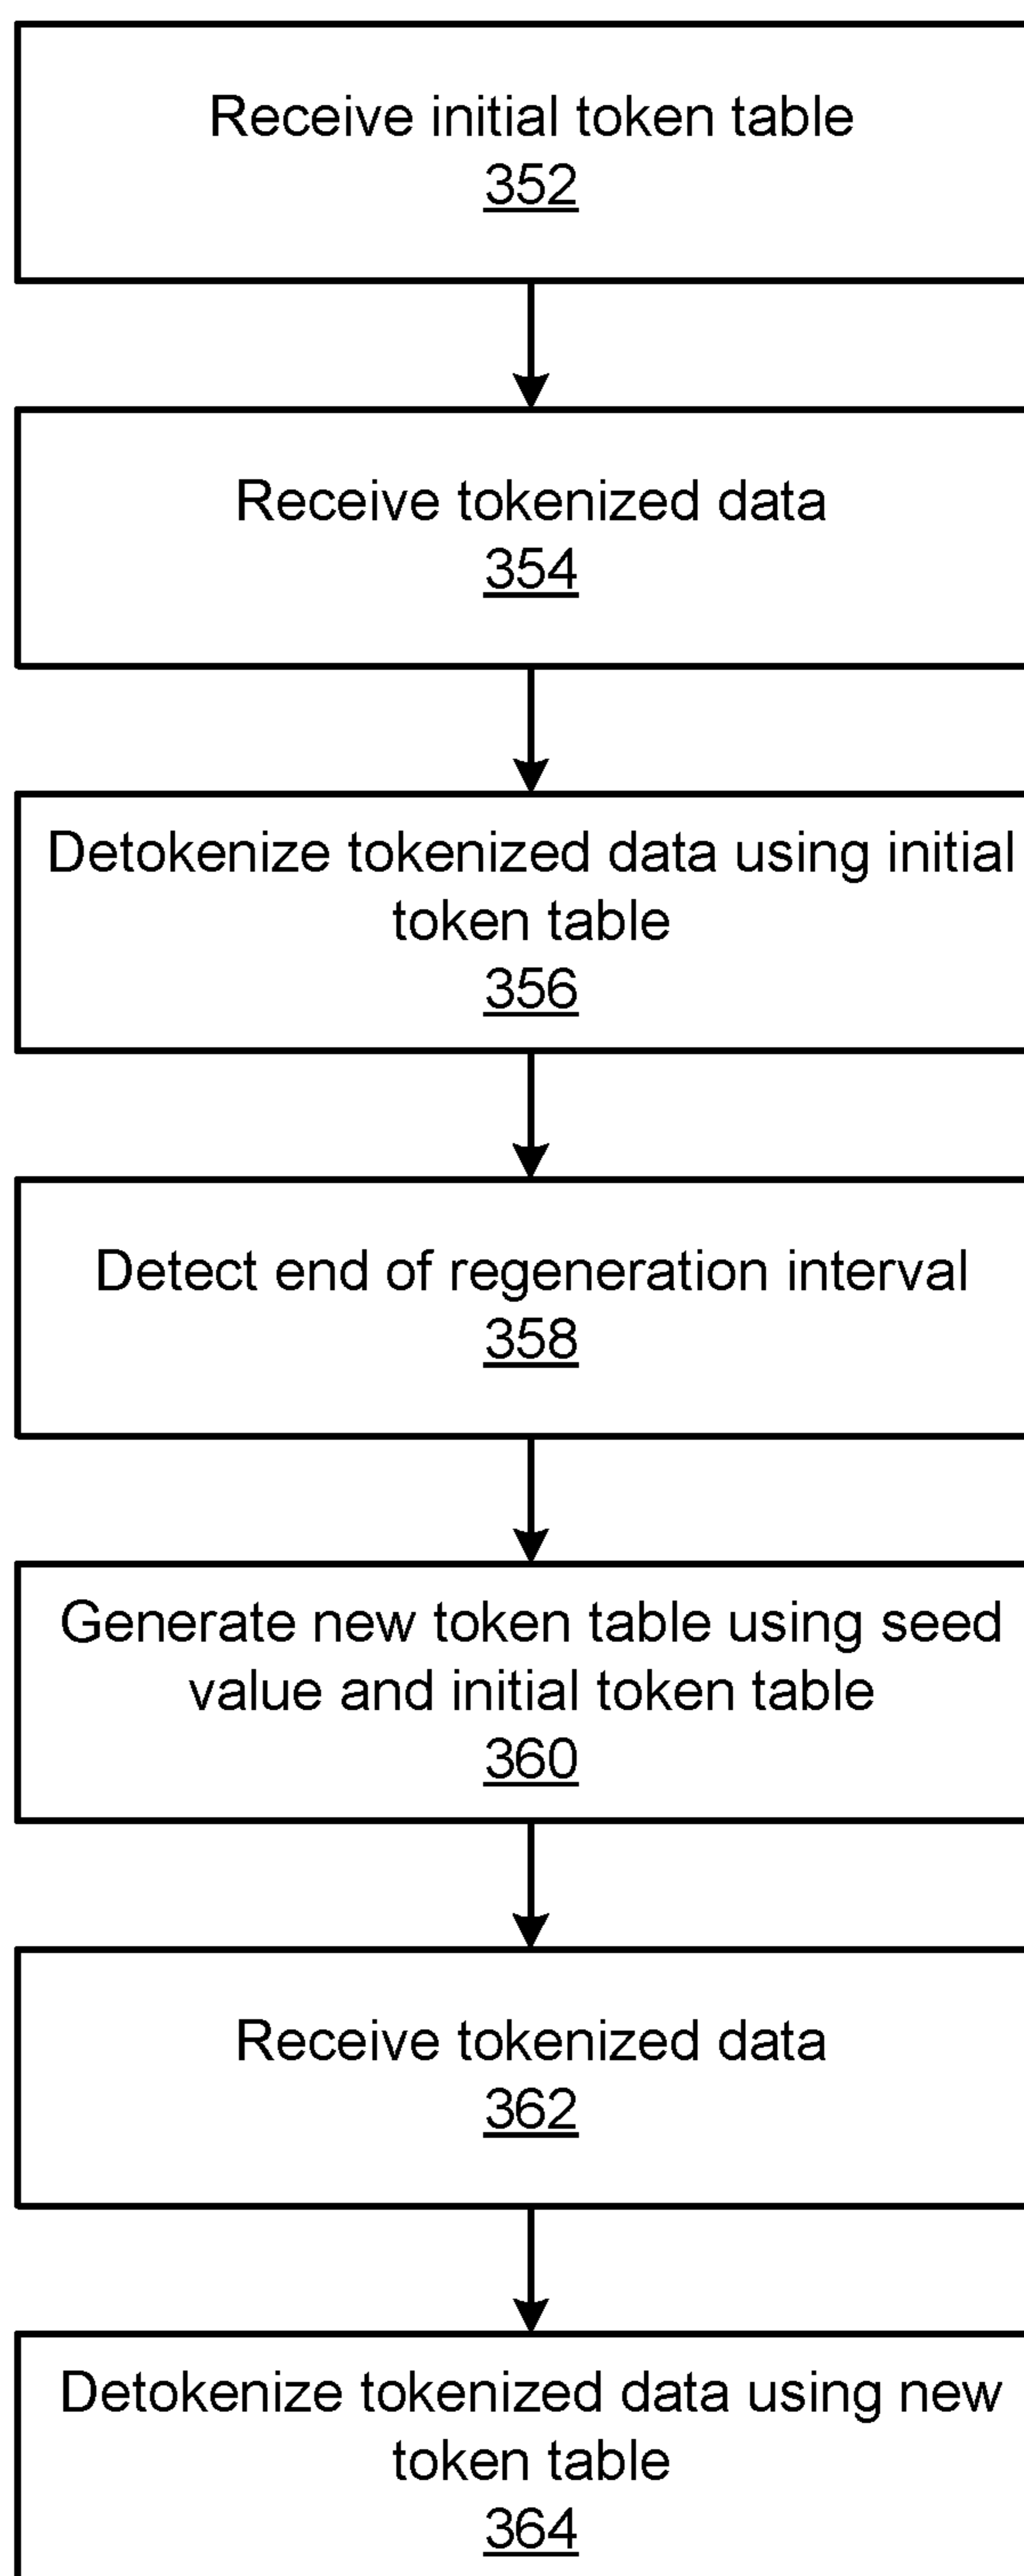 Receive initial token table
352
Receive tokenized data
354
Detokenize tokenized data using initial
token table
356
Detect end of regeneration interval
358
Generate new token table using seed
value and initial token table
360
Receive tokenized data
362
Detokenize tokenized data using new
token table
364